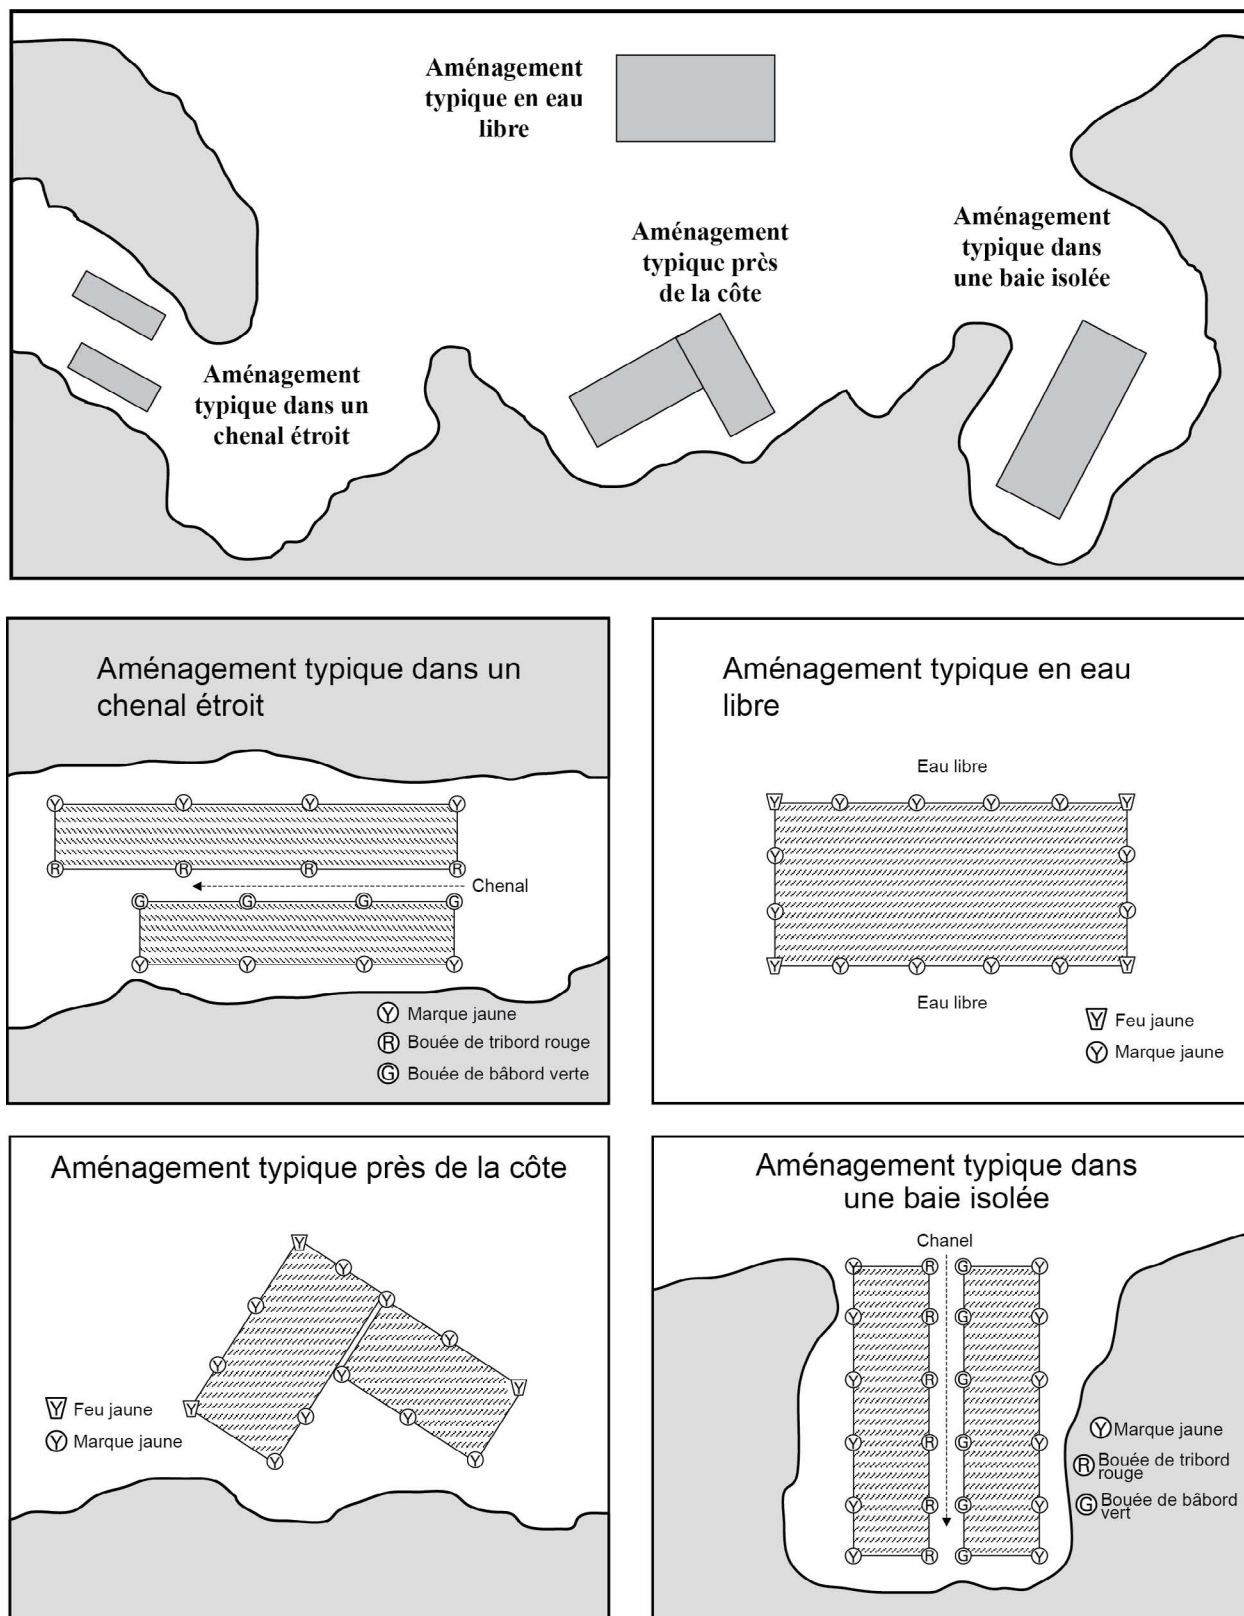 Aménagement
typique en eau
libre
Aménagement
typique dans
une baie isolée
Aménagement
typique près
de la côte
Aménagement
typique dans un
chenal étroit
Aménagement typique dans un
chenal étroit
Y Y Y Y
R R R R
Chenal
G G G G
Y Y Y Y
Y Marque jaune
R Bouée de tribord rouge
G Bouée de bâbord verte
Aménagement typique en eau
libre
Eau libre
Y Y Y Y Y Y
Y Y
Y Y
Y Y Y Y Y Y
Eau libre
Y Feu jaune
Y Marque jaune
Aménagement typique près de la côte
Y
Y
Y
Y
Y
Y
Y
Y
Y
Y Y
Y Y
Y Feu jaune
Y Marque jaune
Aménagement typique dans
une baie isolée
Chanel
Y R G Y
Y R G Y
Y R G Y
Y R G Y
Y R G Y
Y R G Y
Y Marque jaune
R Bouée de tribord
rouge
G Bouée de bâbord
vert